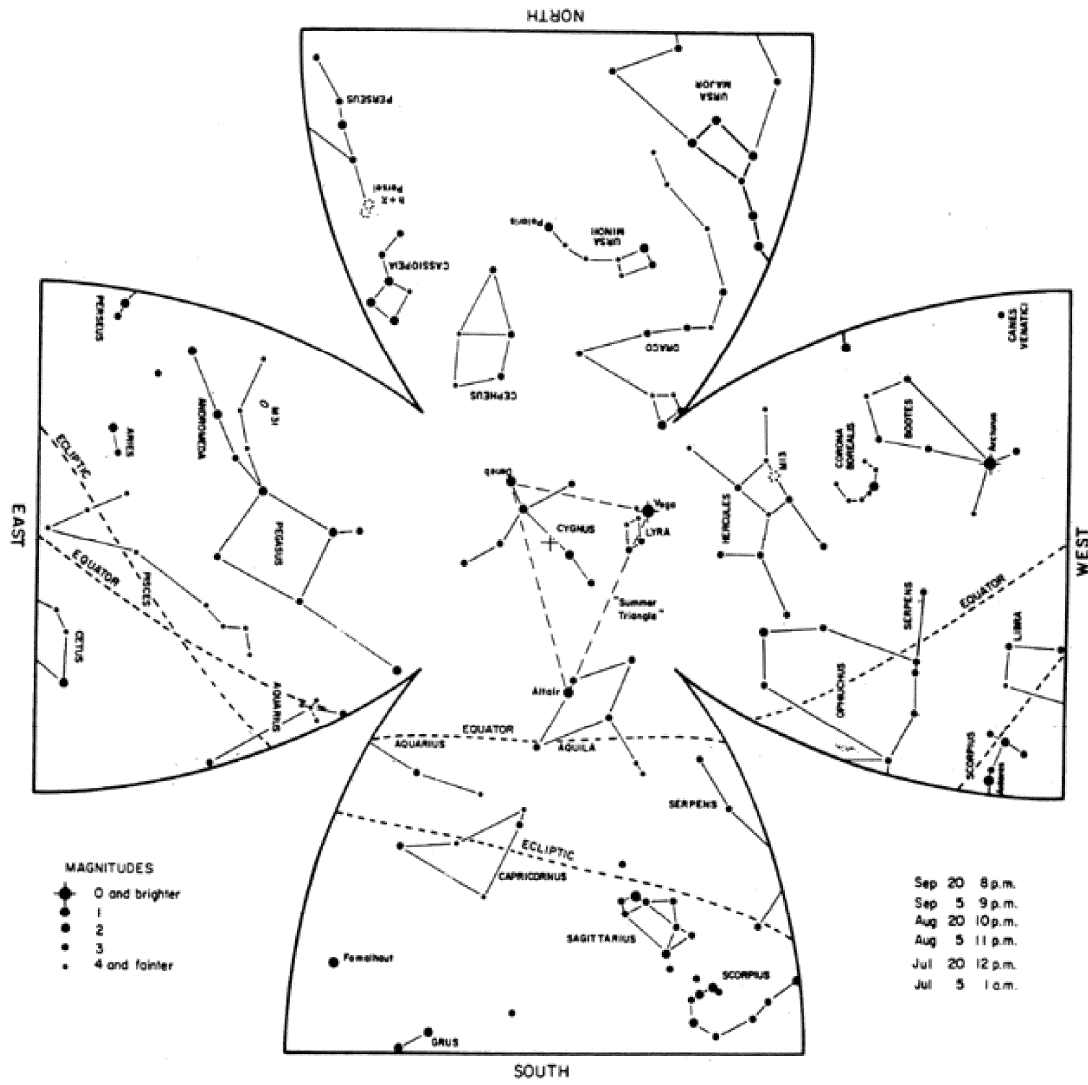 NORTH
PERSEUS
URSA
MAJOR
h + χ
Persei
Polaris
URSA
MINOR
CASSIOPEIA
CEPHEUS
DRACO
PERSEUS
CANES
VENATICI
M31
ANDROMEDA
ARIES
ECLIPTIC
BOOTES
Arcturus
CORONA
BOREALIS
M13
HERCULES
Deneb
Vega
EAST
CYGNUS
LYRA
WEST
PEGASUS
EQUATOR
PISCES
"Summer
Triangle"
EQUATOR
SERPENS
LIBRA
CETUS
AQUARIUS
Altair
OPHIUCHUS
EQUATOR
AQUARIUS
AQUILA
SCORPIUS
Antares
SERPENS
ECLIPTIC
CAPRICORNUS
SAGITTARIUS
Fomalhaut
SCORPIUS
GRUS
SOUTH
MAGNITUDES
0 and brighter
1
2
3
4 and fainter
Sep 20 8 p.m.
Sep 5 9 p.m.
Aug 20 10 p.m.
Aug 5 11 p.m.
Jul 20 12 p.m.
Jul 5 1 a.m.